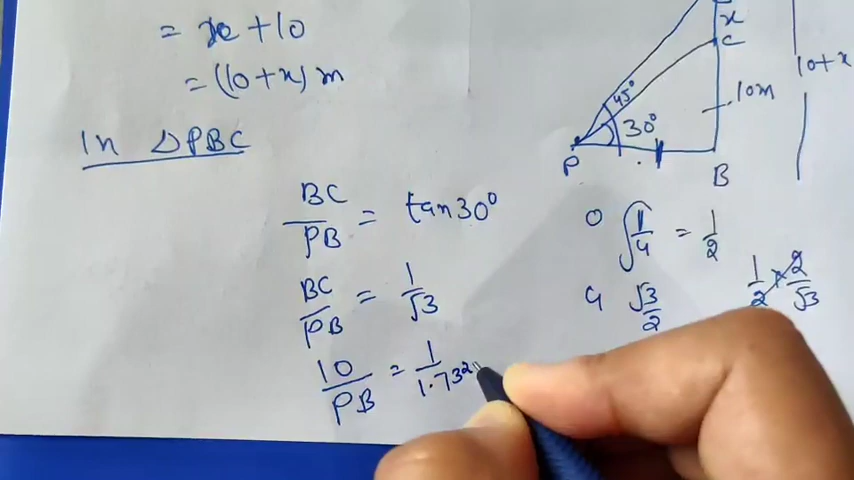 = x + 10
= (10 + x) m
In △PBC
BC/PB = tan30°
BC/PB = 1/√3
10/PB = 1/1.732
x
C
10+x
45°
10m
30°
P
B
0 √1/4 = 1/2
1/2 × 2/√3
√3/2